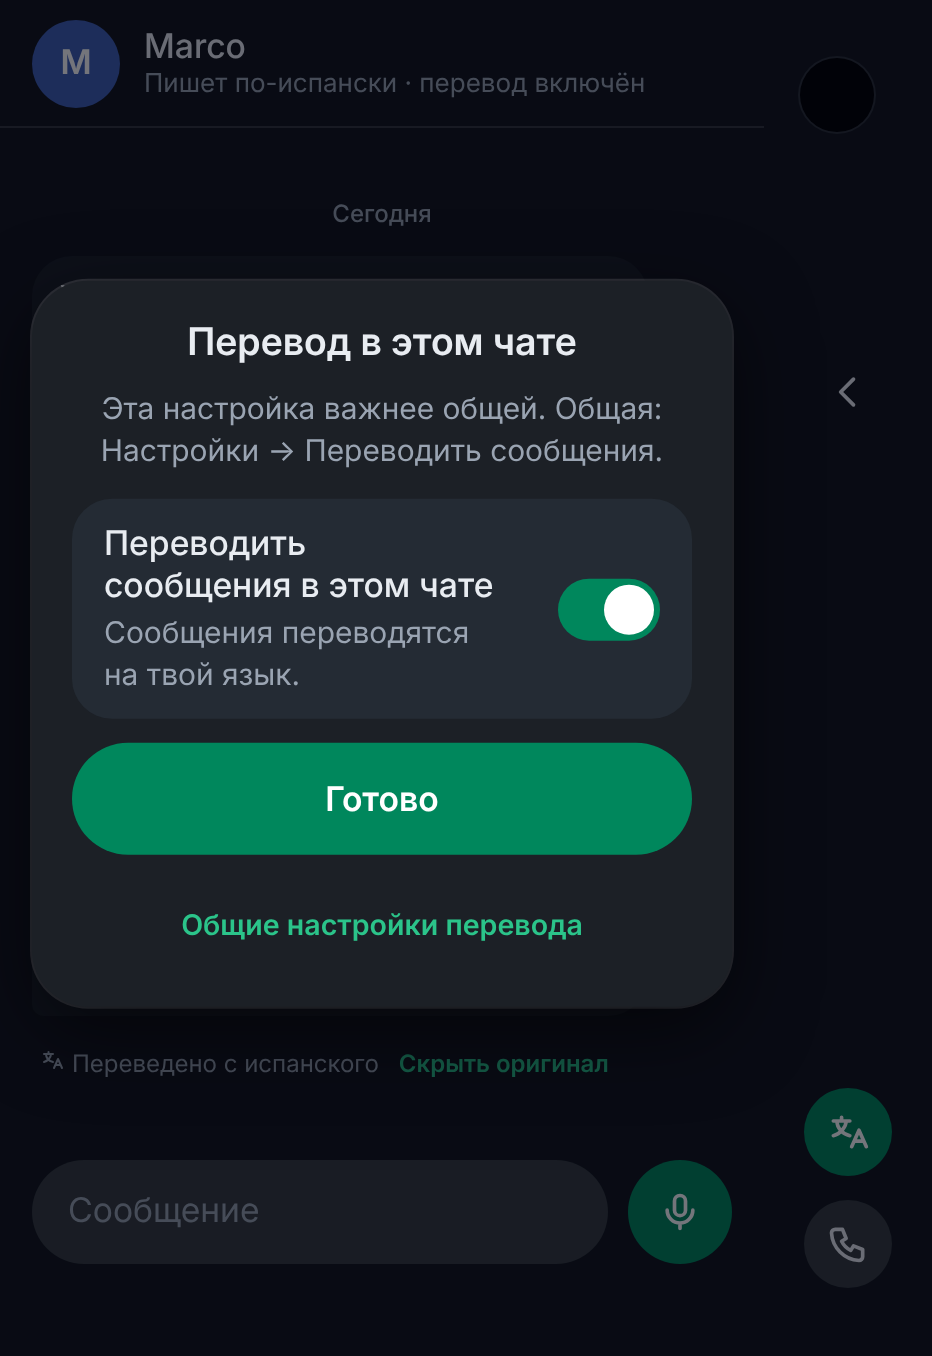 M
Marco
Пишет по-испански · перевод включён
Сегодня
Перевод в этом чате
Эта настройка важнее общей. Общая:
Настройки → Переводить сообщения.
Переводить
сообщения в этом чате
Сообщения переводятся
на твой язык.
Готово
Общие настройки перевода
Переведено с испанского Скрыть оригинал
Сообщение